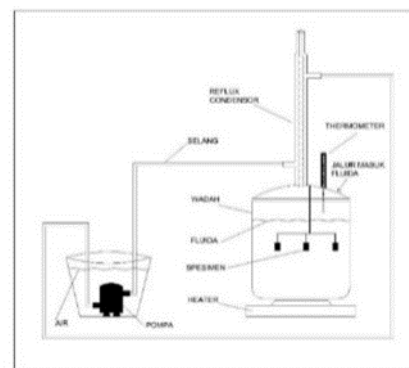 REFLUX
CONDENSOR
THERMOMETER
SELANG
JALUR MASUK
FLUIDA
WADAH
FLUIDA
SPESIMEN
HEATER
AIR
POMPA